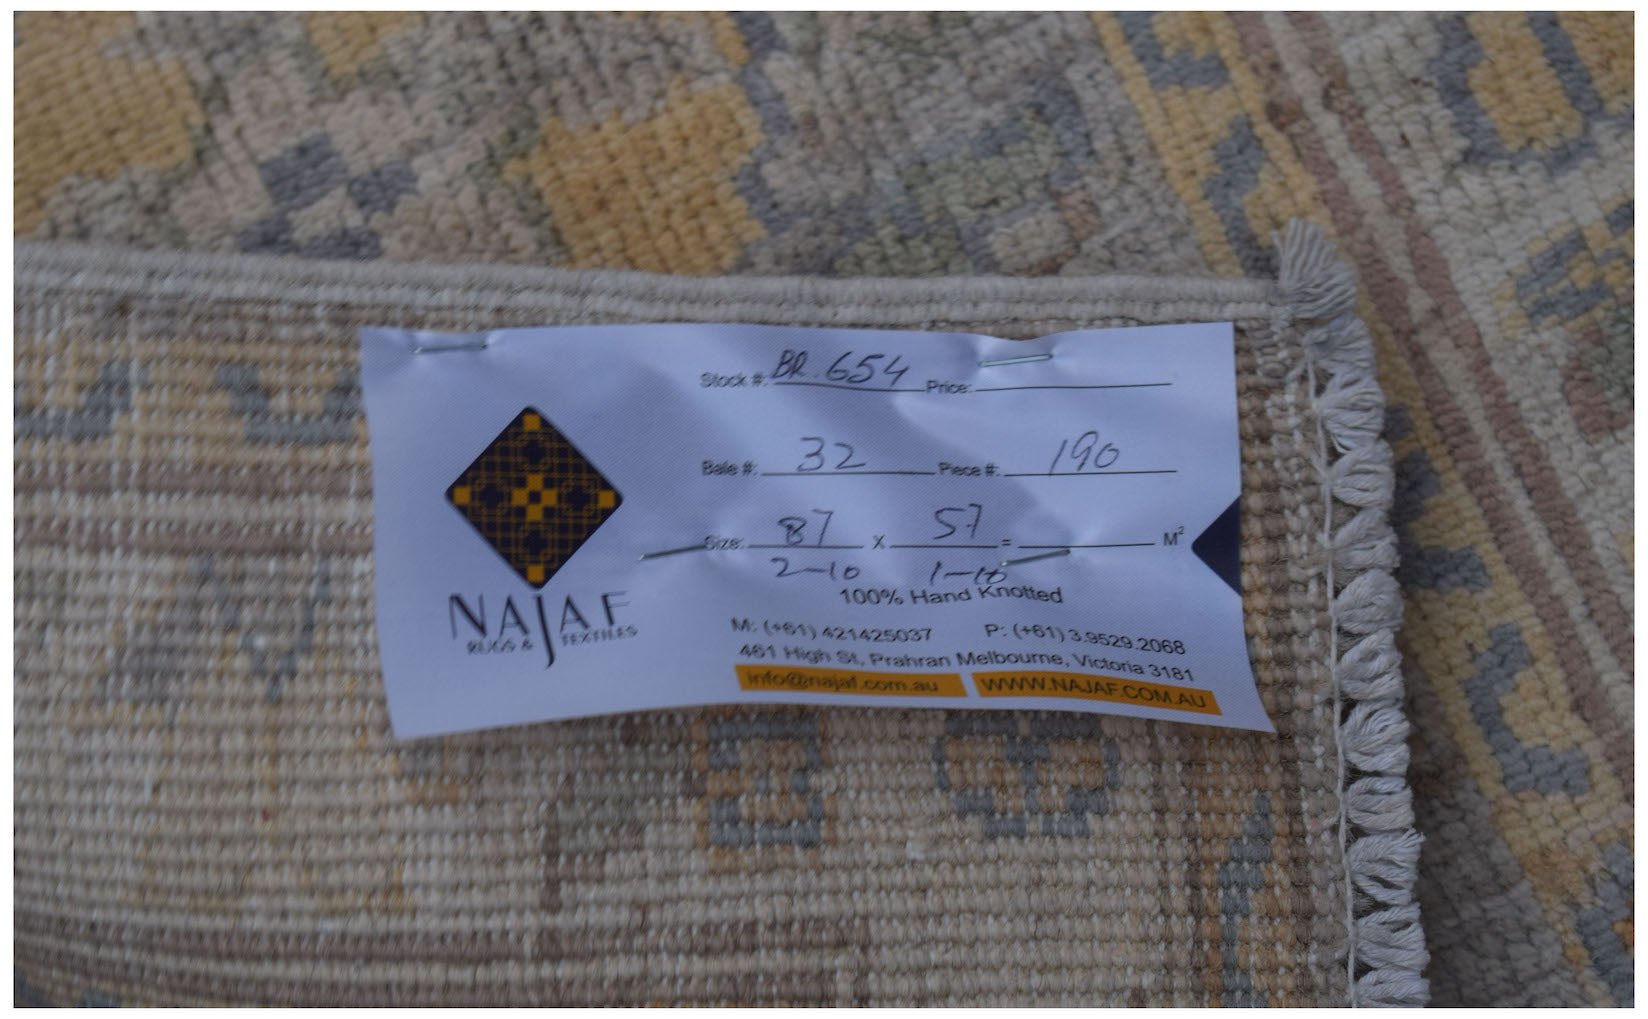 Stock #: BR.654 Price:
Bale #: 32 Piece #: 190
Size: 87 X 57 = M²
2-10 1-10
100% Hand Knotted
NAJAF
RUGS & TEXTILES
M: (+61) 421425037 P: (+61) 3.9529.2068
461 High St, Prahran Melbourne, Victoria 3181
info@najaf.com.au WWW.NAJAF.COM.AU